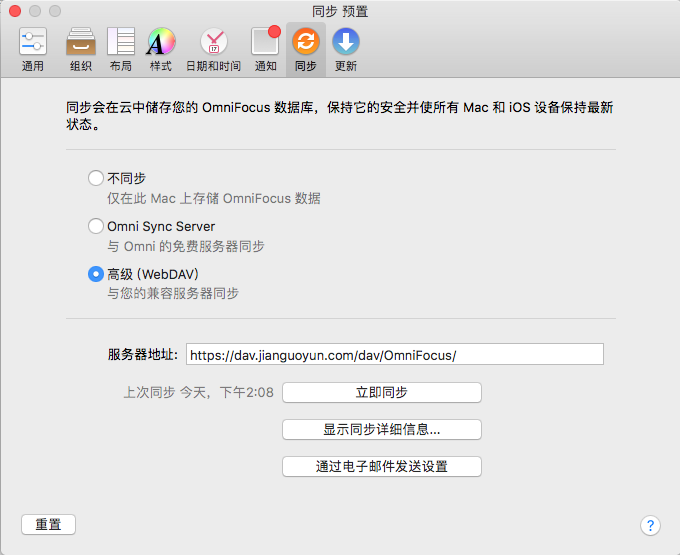 同步 预置
通用 组织 布局 样式 日期和时间 通知 同步 更新
17
同步会在云中储存您的 OmniFocus 数据库，保持它的安全并使所有 Mac 和 iOS 设备保持最新
状态。
不同步
仅在此 Mac 上存储 OmniFocus 数据
Omni Sync Server
与 Omni 的免费服务器同步
高级 (WebDAV)
与您的兼容服务器同步
服务器地址: https://dav.jianguoyun.com/dav/OmniFocus/
上次同步 今天，下午2:08 立即同步
显示同步详细信息...
通过电子邮件发送设置
重置 ?